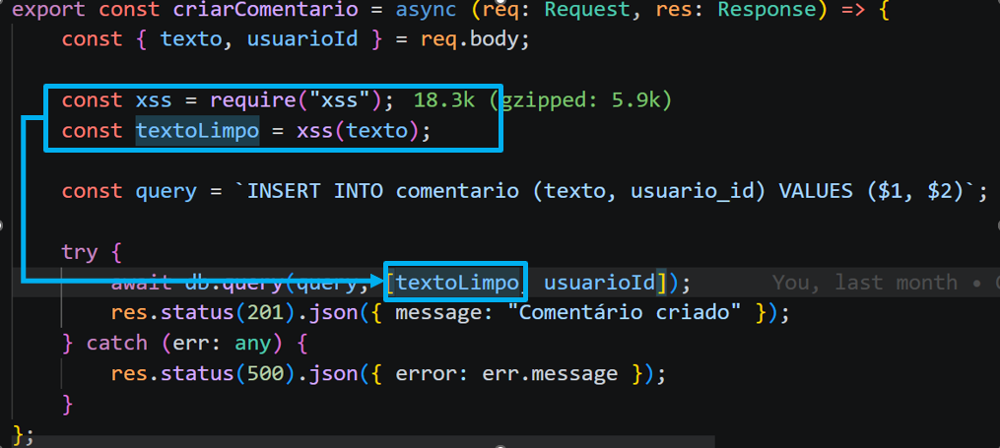 export const criarComentario = async (req: Request, res: Response) => {
const { texto, usuarioId } = req.body;
const xss = require("xss"); 18.3k (gzipped: 5.9k)
const textoLimpo = xss(texto);
const query = `INSERT INTO comentario (texto, usuario_id) VALUES ($1, $2)`;
try {
await db.query(query, [textoLimpo, usuarioId]); You, last month •
res.status(201).json({ message: "Comentário criado" });
} catch (err: any) {
res.status(500).json({ error: err.message });
}
};